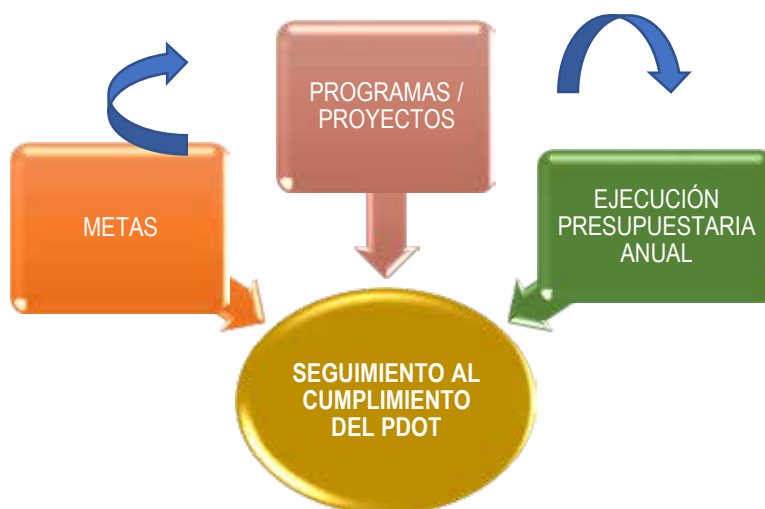 PROGRAMAS /
PROYECTOS
METAS
EJECUCIÓN
PRESUPUESTARIA
ANUAL
SEGUIMIENTO AL
CUMPLIMIENTO
DEL PDOT